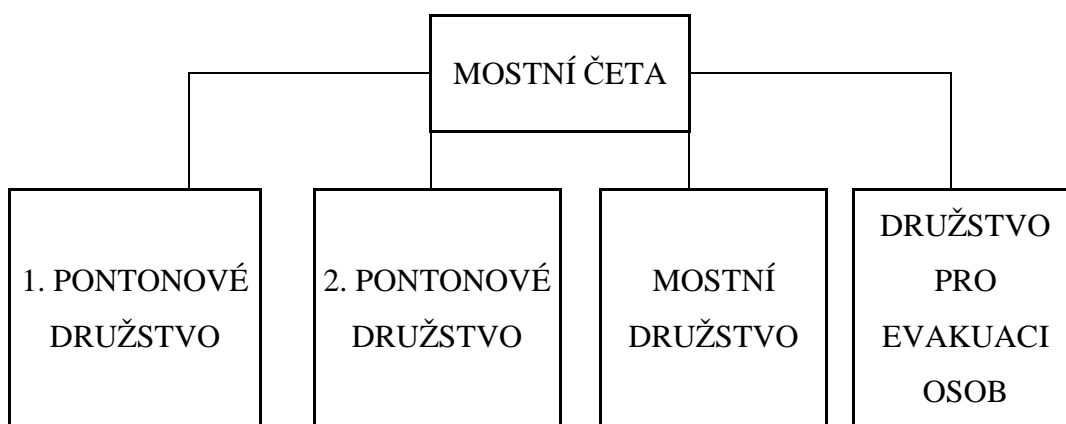 MOSTNÍ ČETA
1. PONTONOVÉ
DRUŽSTVO
2. PONTONOVÉ
DRUŽSTVO
MOSTNÍ
DRUŽSTVO
DRUŽSTVO
PRO
EVAKUACI
OSOB